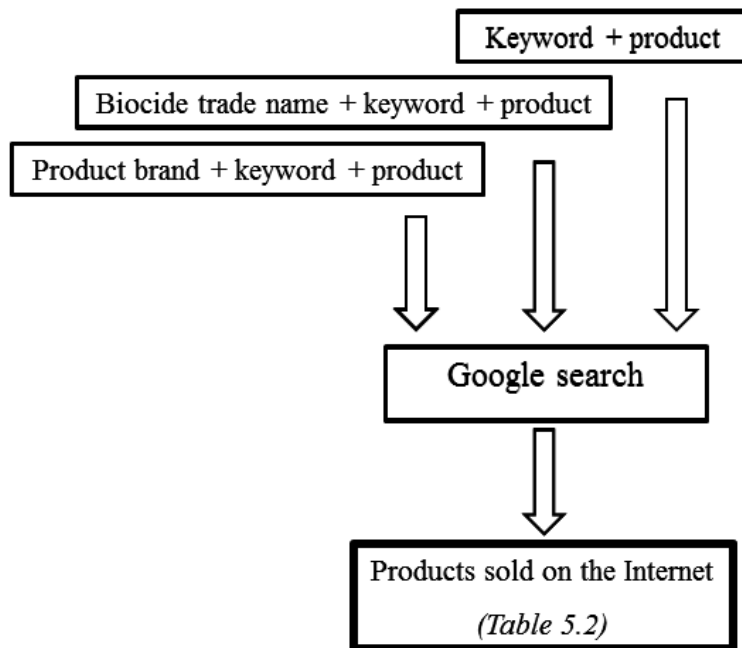 Keyword + product
Biocide trade name + keyword + product
Product brand + keyword + product
Google search
Products sold on the Internet
(Table 5.2)